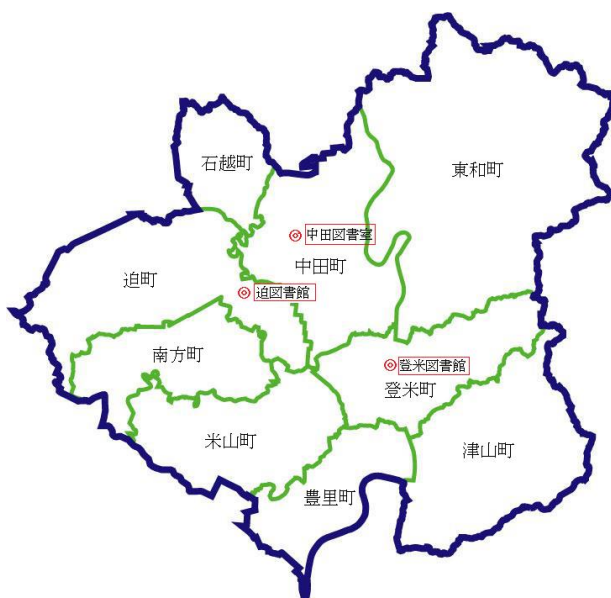 石越町
東和町
中田図書室
中田町
迫町
迫図書館
南方町
登米図書館
登米町
米山町
津山町
豊里町